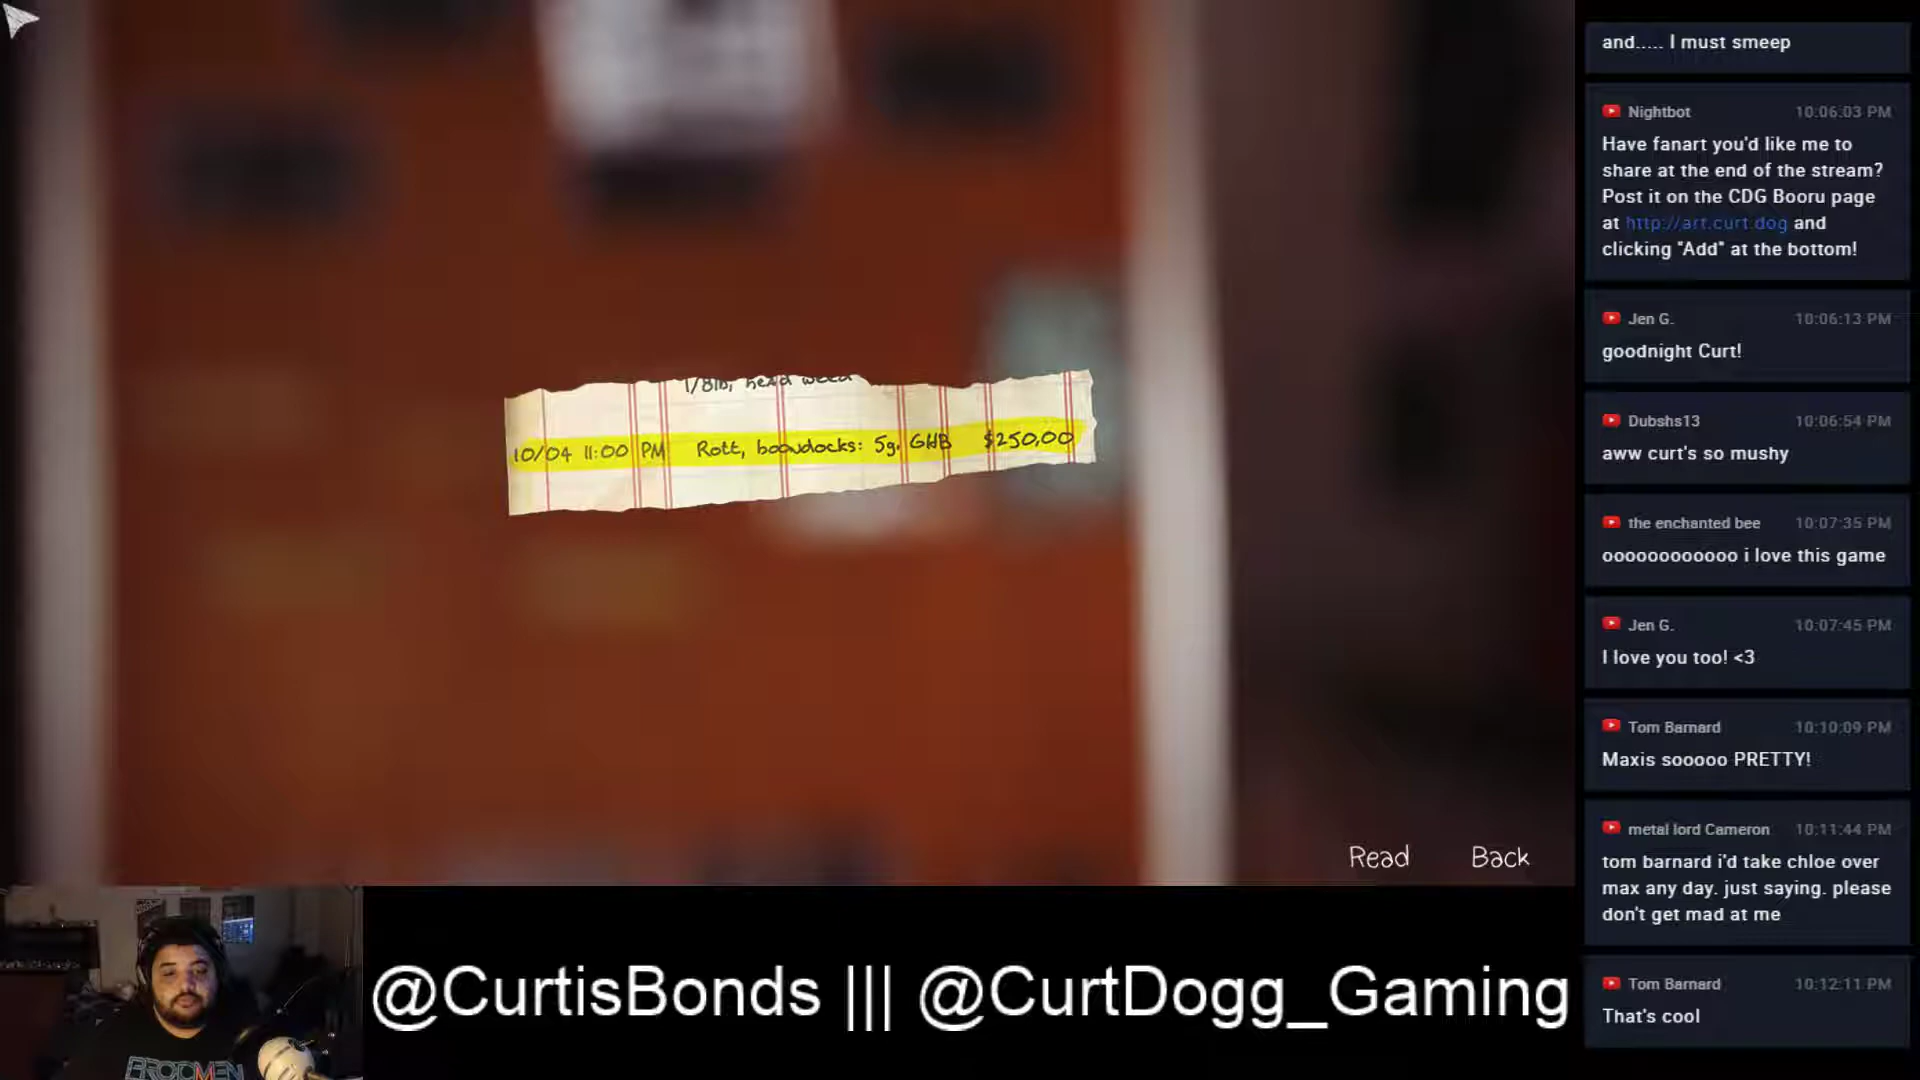 1/8lb, head weed
10/04 11:00 PM Rott, boowdocks: 5g. GHB $250,00
Read Back
@CurtisBonds ||| @CurtDogg_Gaming
and..... I must smeep
Nightbot 10:06:03 PM
Have fanart you'd like me to
share at the end of the stream?
Post it on the CDG Booru page
at http://art.curt.dog and
clicking "Add" at the bottom!
Jen G. 10:06:13 PM
goodnight Curt!
Dubshs13 10:06:54 PM
aww curt's so mushy
the enchanted bee 10:07:35 PM
oooooooooooo i love this game
Jen G. 10:07:45 PM
I love you too! <3
Tom Barnard 10:10:09 PM
Maxis sooooo PRETTY!
metal lord Cameron 10:11:44 PM
tom barnard i'd take chloe over
max any day. just saying. please
don't get mad at me
Tom Barnard 10:12:11 PM
That's cool